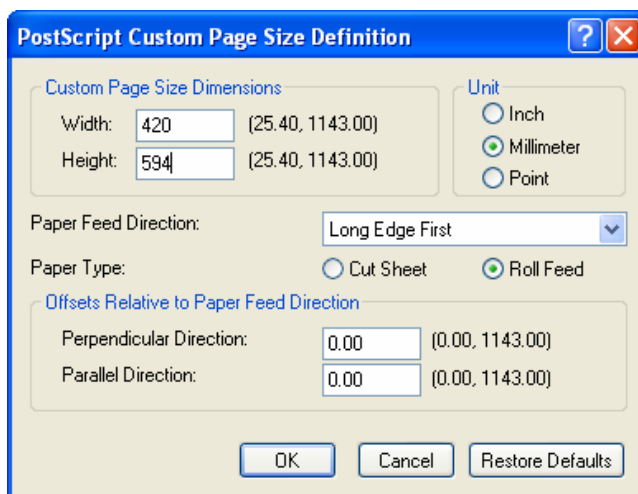 PostScript Custom Page Size Definition
Custom Page Size Dimensions
Width: 420 (25.40, 1143.00)
Height: 594 (25.40, 1143.00)
Unit
Inch
Millimeter
Point
Paper Feed Direction: Long Edge First
Paper Type: Cut Sheet Roll Feed
Offsets Relative to Paper Feed Direction
Perpendicular Direction: 0.00 (0.00, 1143.00)
Parallel Direction: 0.00 (0.00, 1143.00)
OK Cancel Restore Defaults